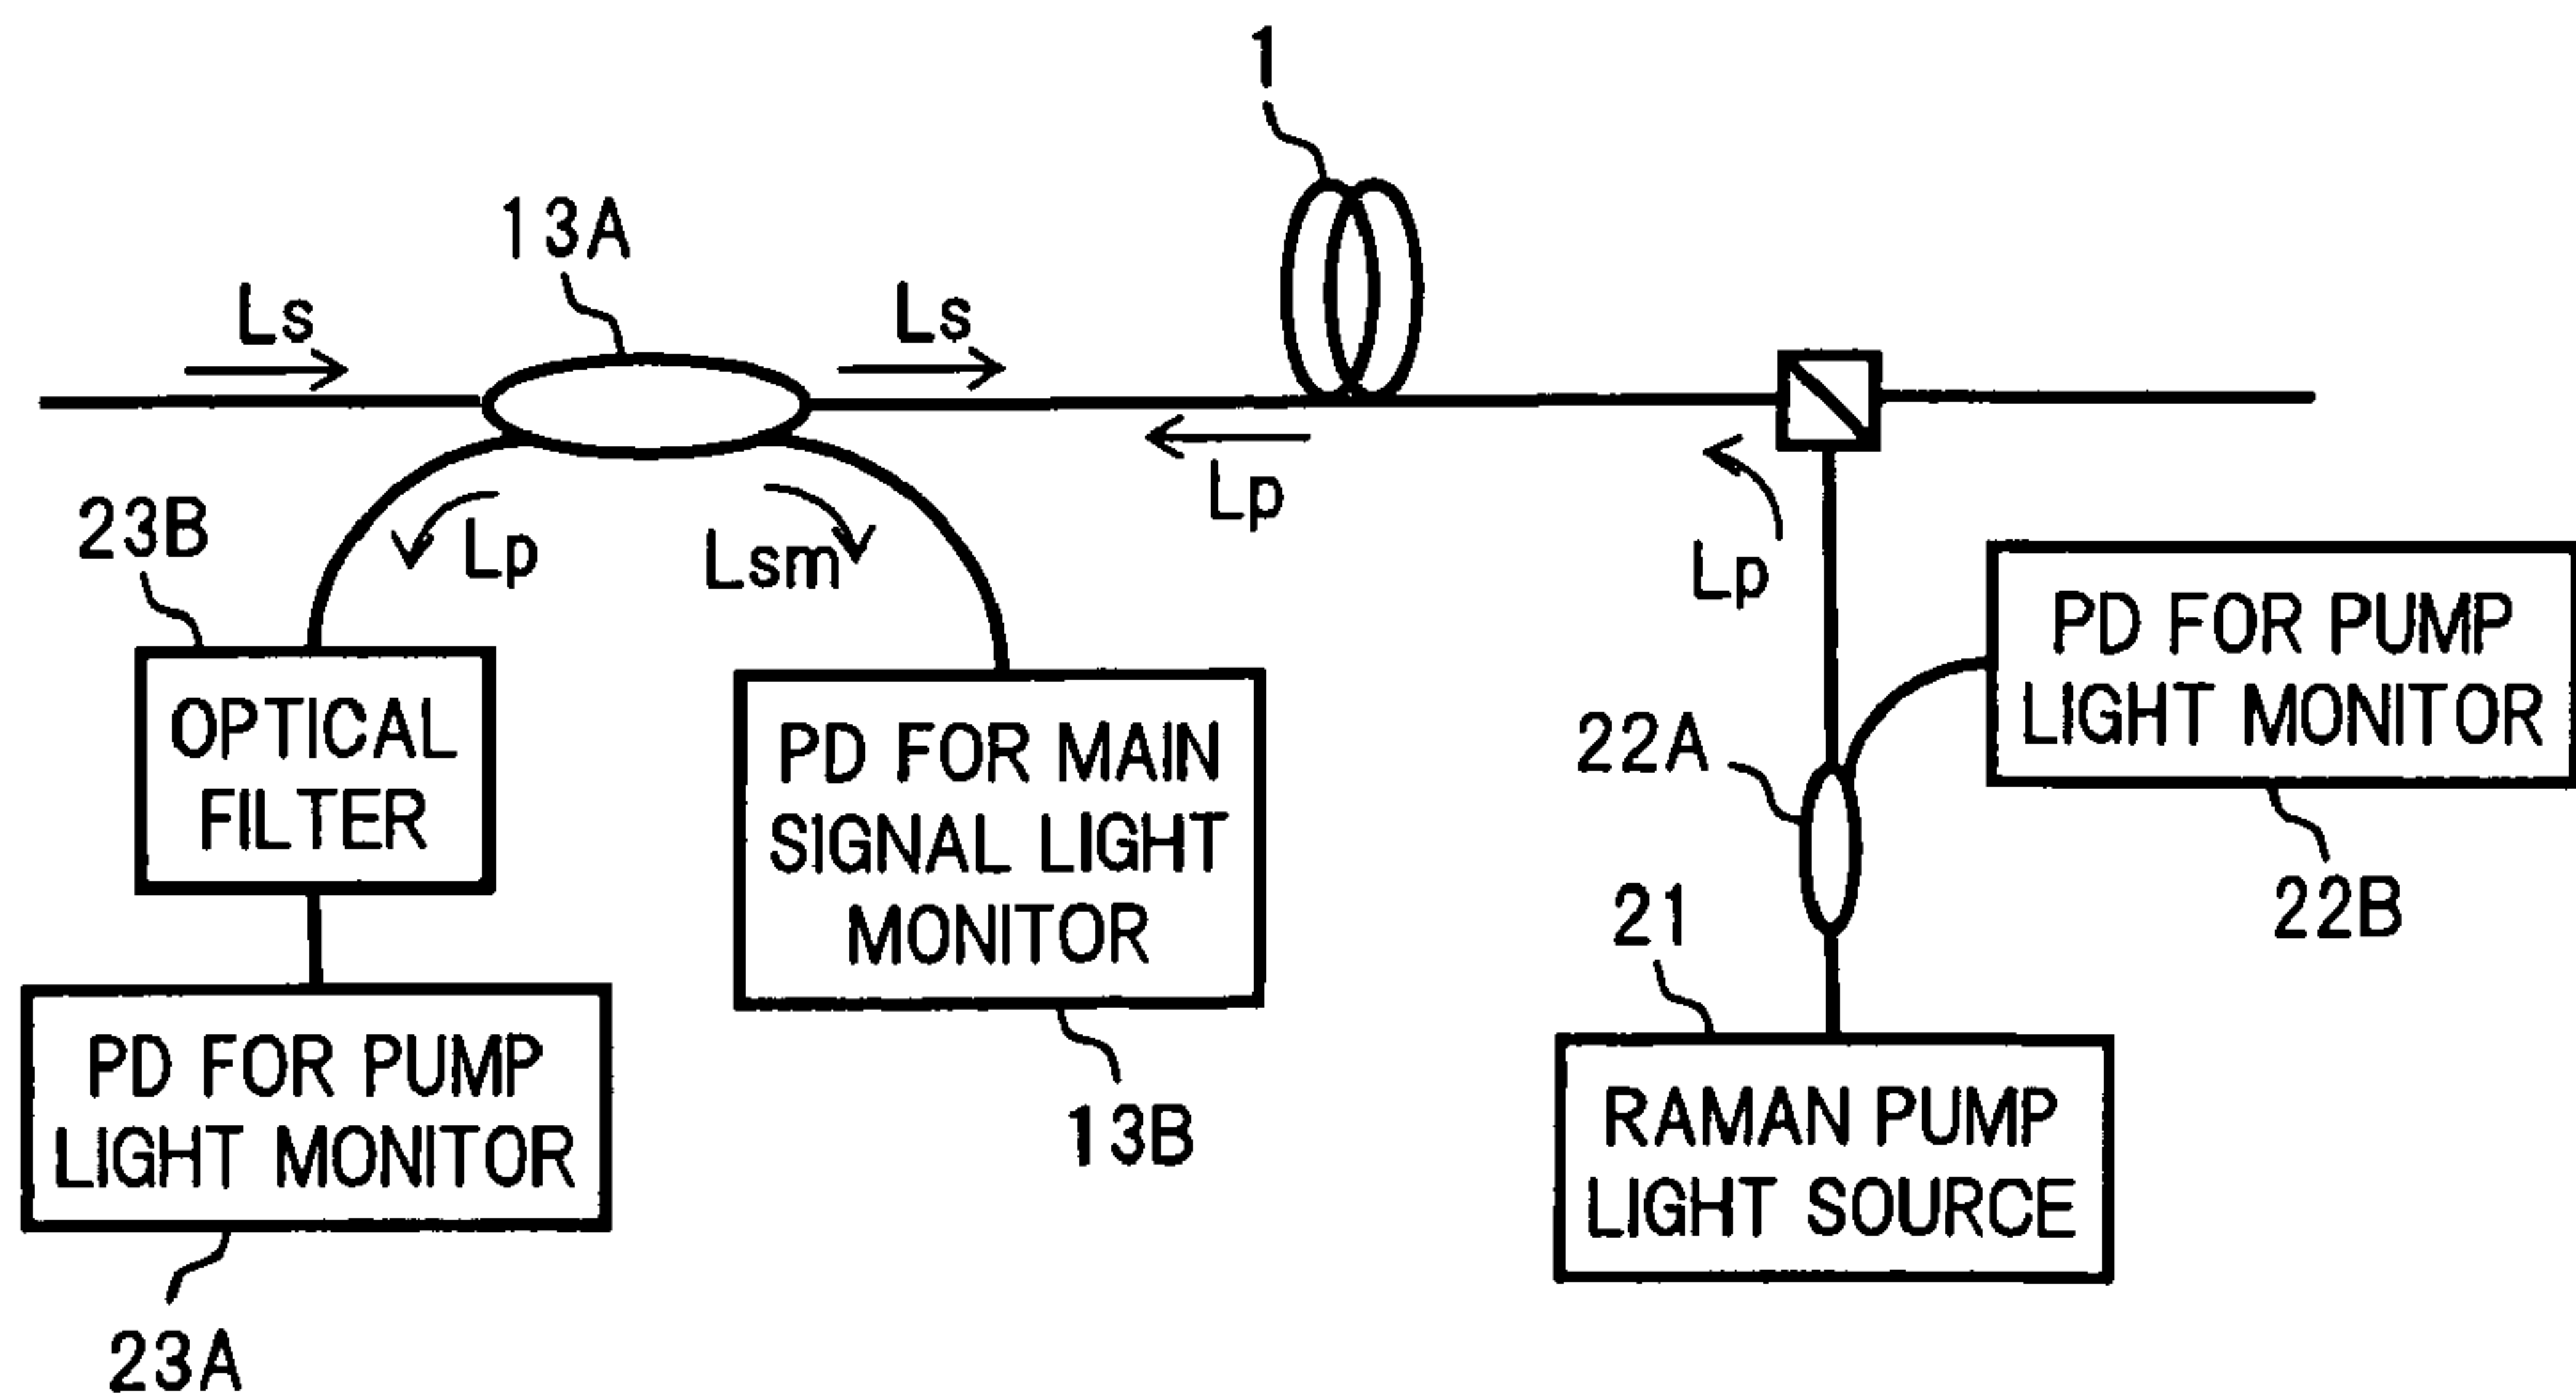 1
13A
Ls
Ls
Lp
23B
Lp
Lsm
Lp
OPTICAL
FILTER
PD FOR MAIN
SIGNAL LIGHT
MONITOR
22A
PD FOR PUMP
LIGHT MONITOR
22B
21
PD FOR PUMP
LIGHT MONITOR
13B
RAMAN PUMP
LIGHT SOURCE
23A